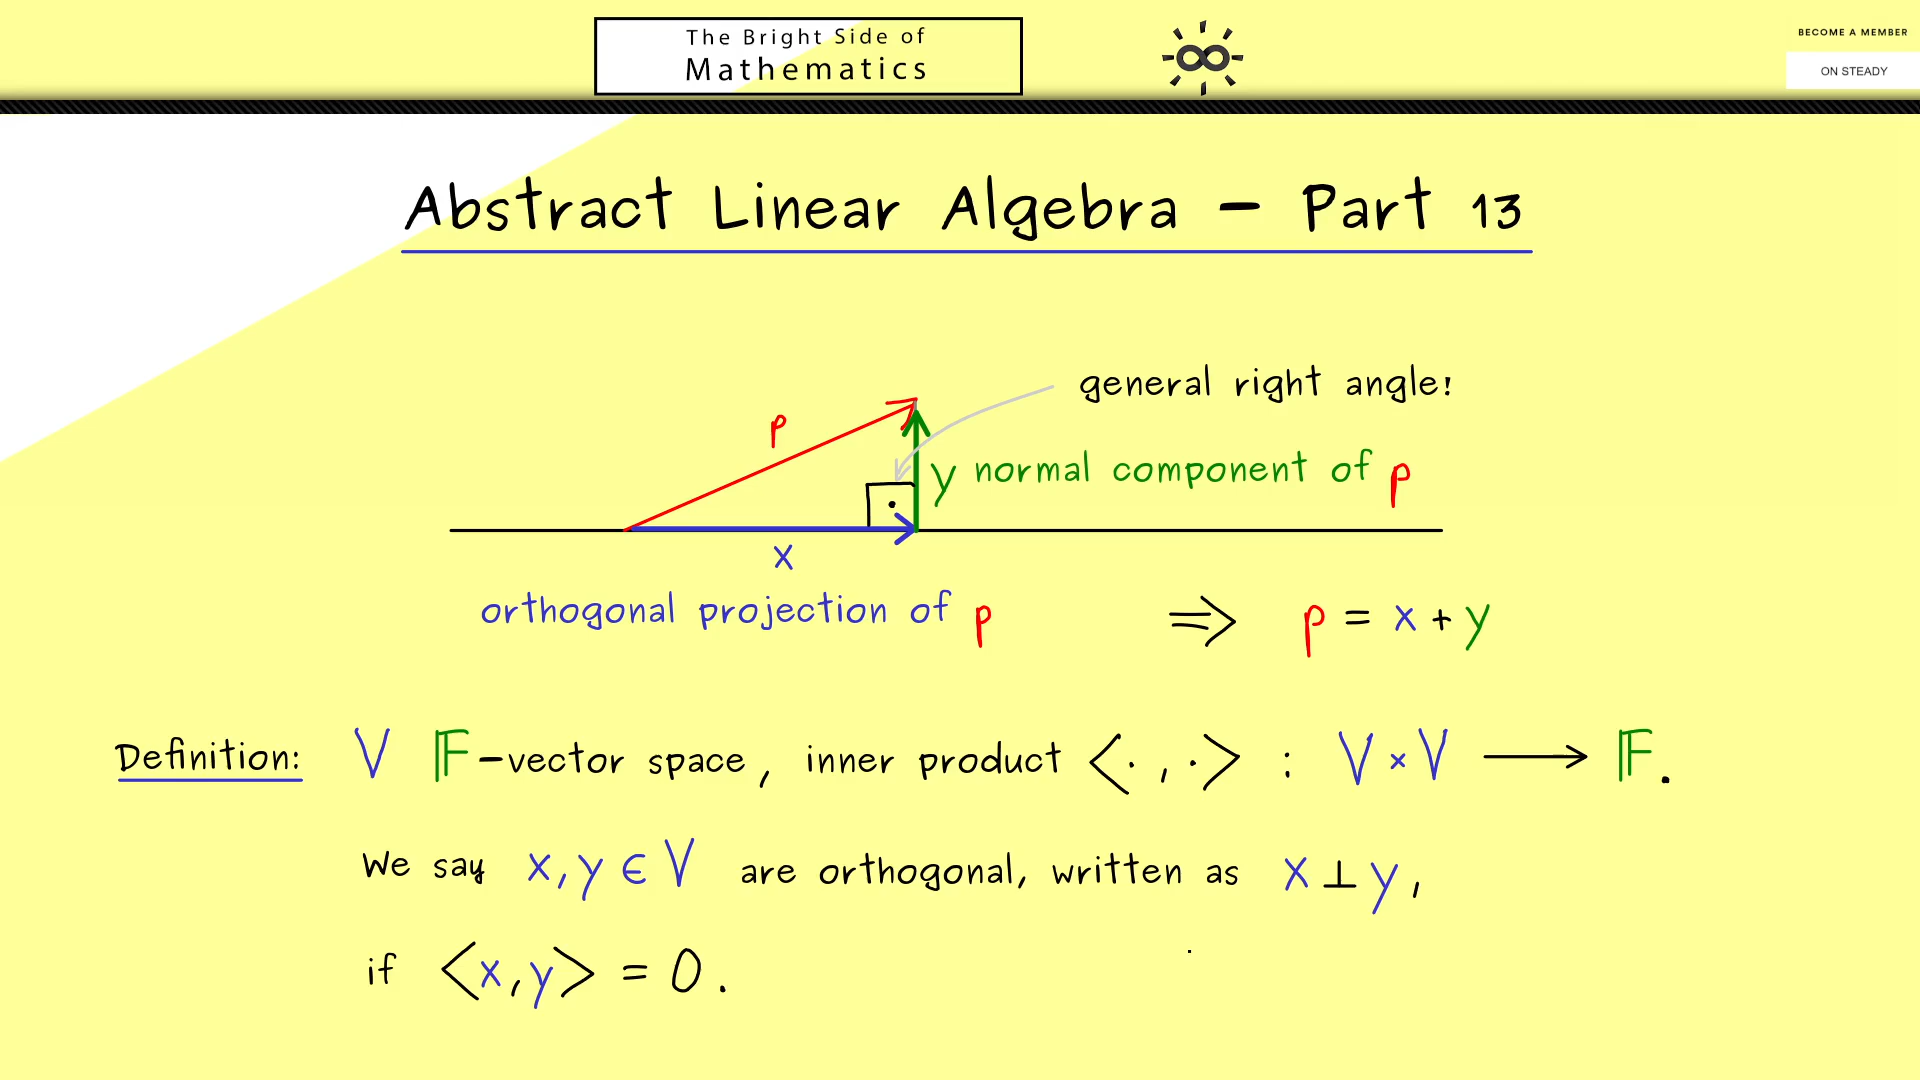 The Bright Side of
Mathematics
BECOME A MEMBER
ON STEADY
Abstract Linear Algebra – Part 13
general right angle!
p
y normal component of p
x
orthogonal projection of p ⇒ p = x + y
Definition: V 𝔽-vector space, inner product <·,·> : V × V ⟶ 𝔽.
We say x, y ∈ V are orthogonal, written as x ⊥ y,
if <x, y> = 0.